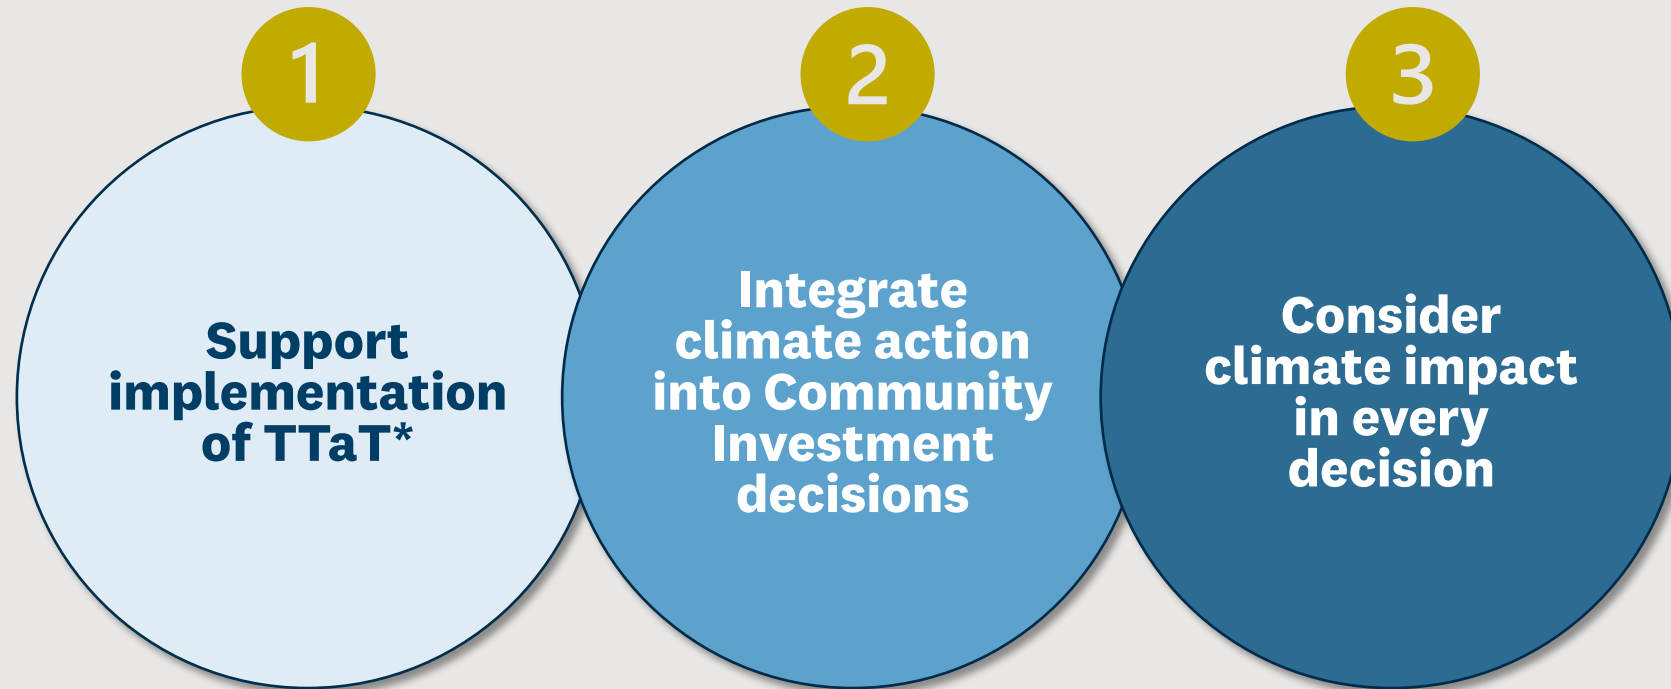 1
Support
implementation
of TTaT*
2
Integrate
climate action
into Community
Investment
decisions
3
Consider
climate impact
in every
decision